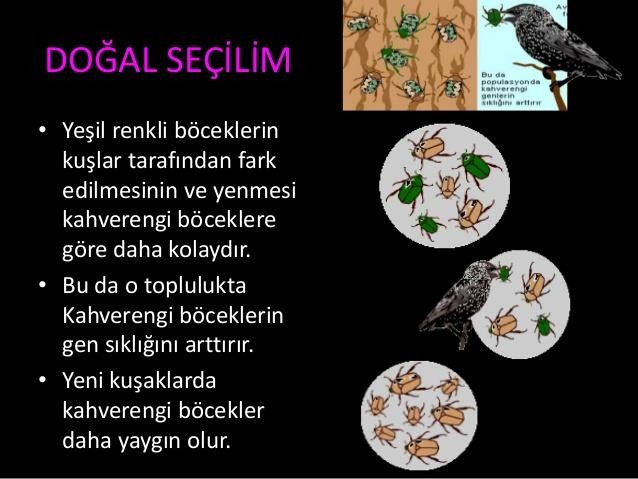 DOĞAL SEÇİLİM
• Yeşil renkli böceklerin
kuşlar tarafından fark
edilmesinin ve yenmesi
kahverengi böceklere
göre daha kolaydır.
• Bu da o toplulukta
Kahverengi böceklerin
gen sıklığını arttırır.
• Yeni kuşaklarda
kahverengi böcekler
daha yaygın olur.
Bu da
populasyonda
kahverengi
genlerin
sıklığını arttırır